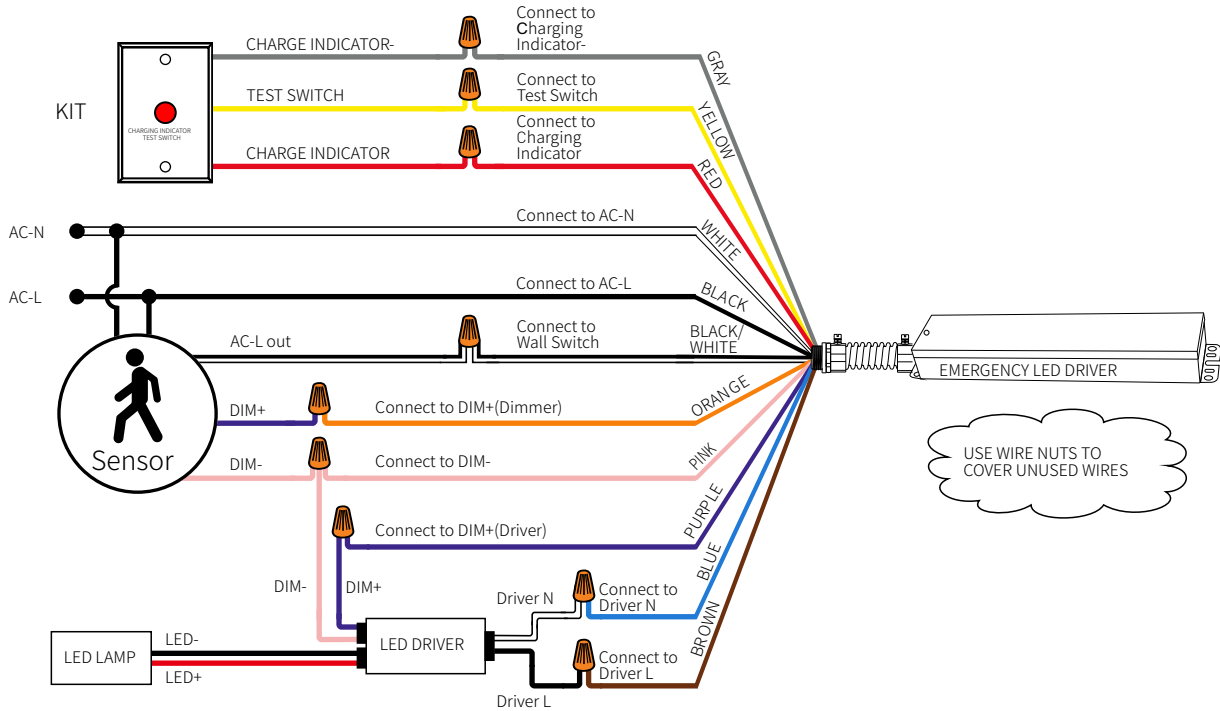 CHARGE INDICATOR-
Connect to
Charging
Indicator-
GRAY
KIT
CHARGING INDICATOR
TEST SWITCH
TEST SWITCH
Connect to
Test Switch
YELLOW
CHARGE INDICATOR
Connect to
Charging
Indicator
RED
AC-N
Connect to AC-N
WHITE
AC-L
Connect to AC-L
BLACK
AC-L out
Connect to
Wall Switch
BLACK/
WHITE
EMERGENCY LED DRIVER
Sensor
DIM+
Connect to DIM+(Dimmer)
ORANGE
DIM-
Connect to DIM-
PINK
USE WIRE NUTS TO
COVER UNUSED WIRES
Connect to DIM+(Driver)
PURPLE
DIM-
DIM+
Driver N
Connect to
Driver N
BLUE
LED LAMP
LED-
LED+
LED DRIVER
Driver L
Connect to
Driver L
BROWN